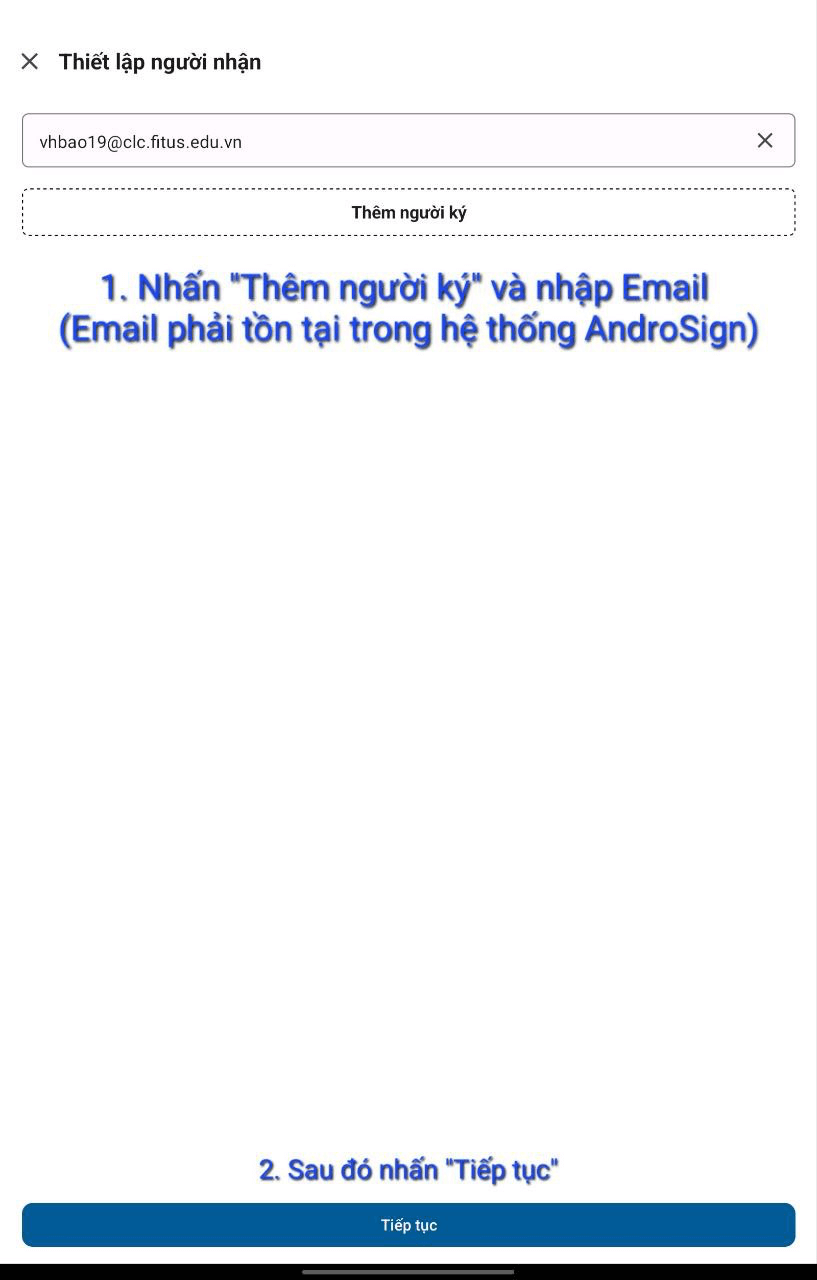 Thiết lập người nhận
vhbao19@clc.fitus.edu.vn
Thêm người ký
1. Nhấn "Thêm người ký" và nhập Email
(Email phải tồn tại trong hệ thống AndroSign)
2. Sau đó nhấn "Tiếp tục"
Tiếp tục